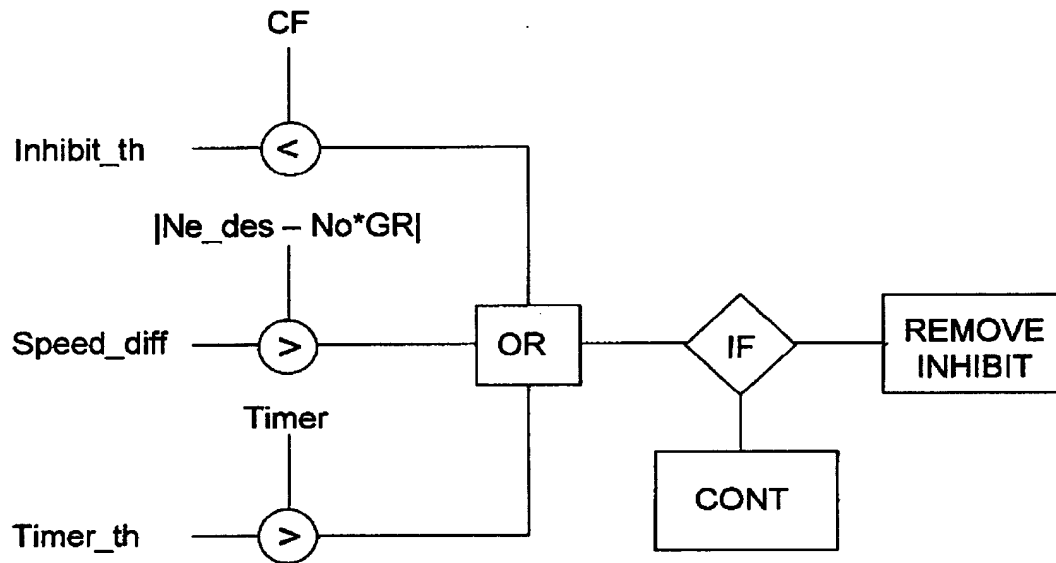 CF
Inhibit_th
<
|Ne_des – No*GR|
Speed_diff
>
OR
IF
REMOVE
INHIBIT
Timer
CONT
Timer_th
>